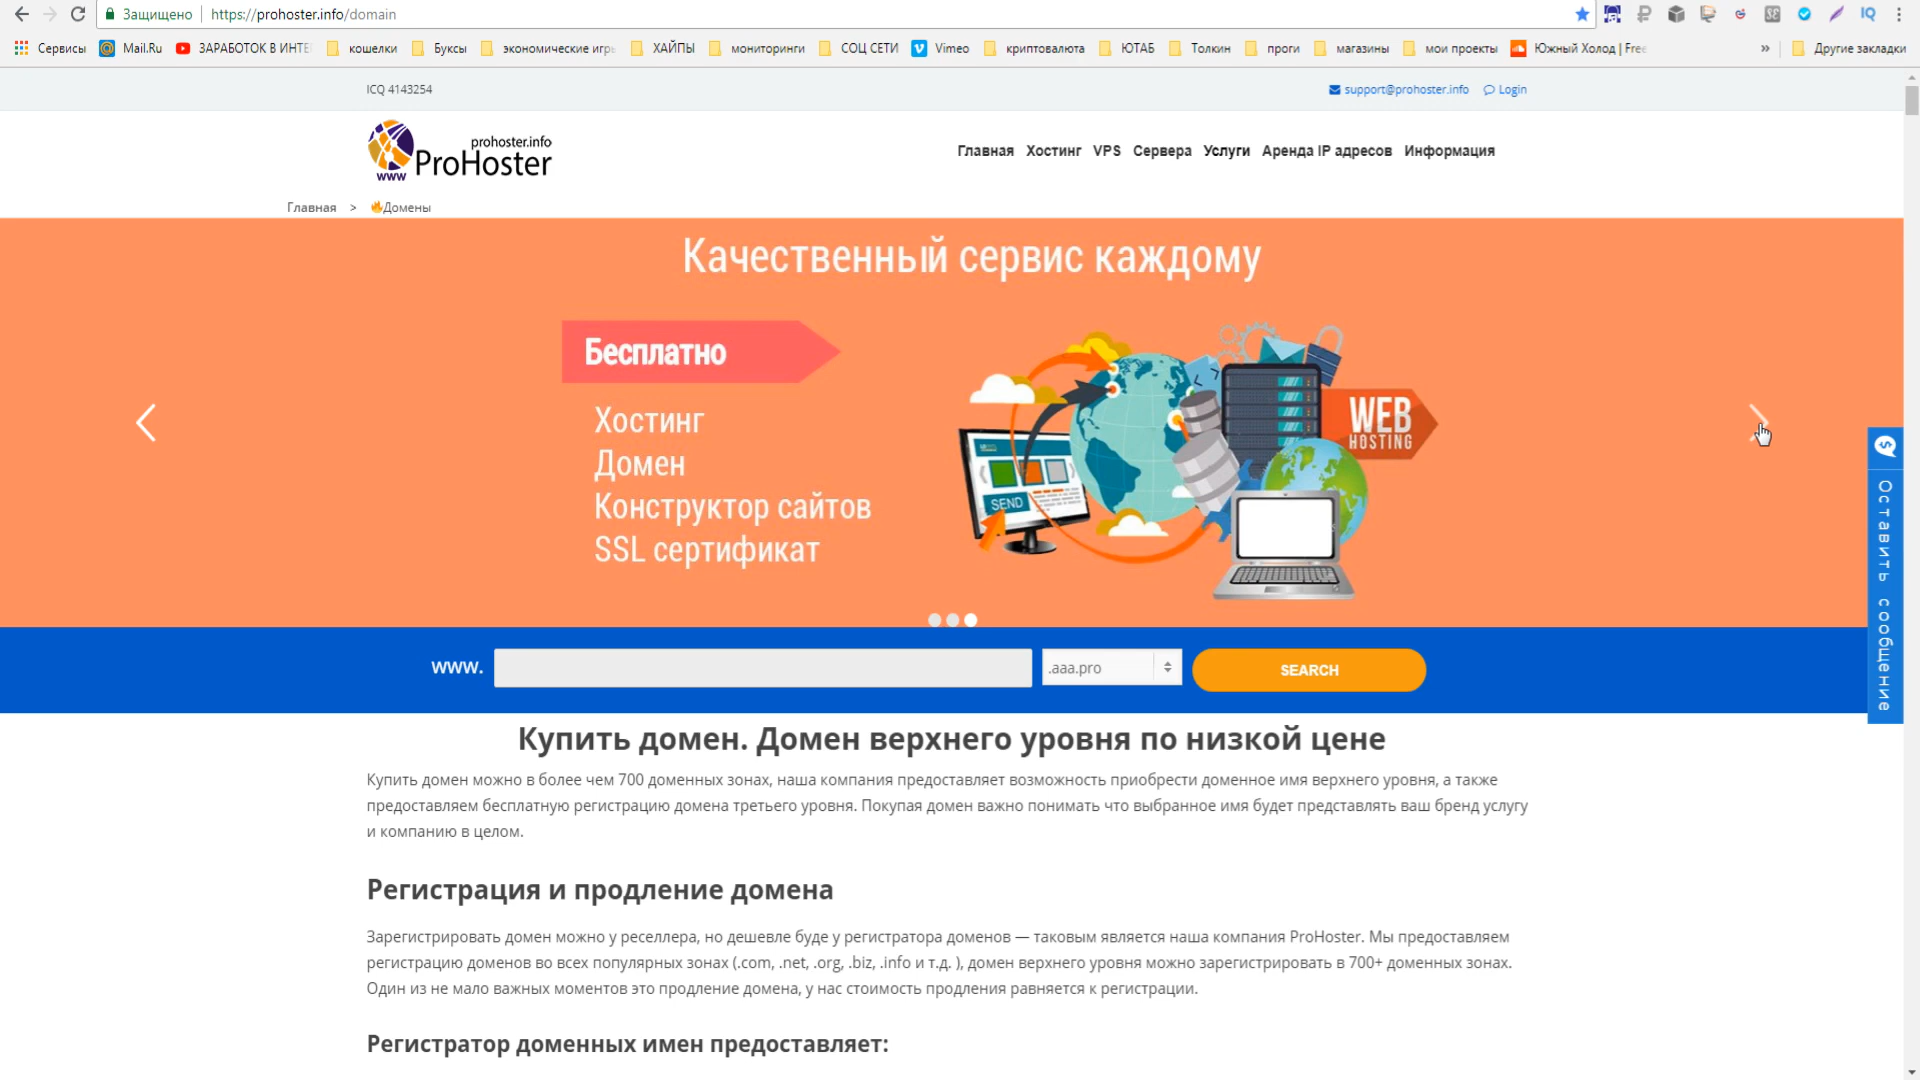 Защищено https://prohoster.info/domain
Сервисы Mail.Ru ЗАРАБОТОК В ИНТЕ кошелки Буксы экономические игры ХАЙПЫ мониторинги СОЦ СЕТИ Vimeo криптовалюта ЮТАБ Толкин проги магазины мои проекты Южный Холод | Free » Другие закладки
ICQ 4143254 support@prohoster.info Login
prohoster.info
ProHoster
www
Главная Хостинг VPS Сервера Услуги Аренда IP адресов Информация
Главная > Домены
Качественный сервис каждому
Бесплатно
Хостинг
Домен
Конструктор сайтов
SSL сертификат
SEND
WEB
HOSTING
Оставить сообщение
www. .aaa.pro SEARCH
Купить домен. Домен верхнего уровня по низкой цене
Купить домен можно в более чем 700 доменных зонах, наша компания предоставляет возможность приобрести доменное имя верхнего уровня, а также
предоставляем бесплатную регистрацию домена третьего уровня. Покупая домен важно понимать что выбранное имя будет представлять ваш бренд услугу
и компанию в целом.
Регистрация и продление домена
Зарегистрировать домен можно у реселлера, но дешевле буде у регистратора доменов — таковым является наша компания ProHoster. Мы предоставляем
регистрацию доменов во всех популярных зонах (.com, .net, .org, .biz, .info и т.д. ), домен верхнего уровня можно зарегистрировать в 700+ доменных зонах.
Один из не мало важных моментов это продление домена, у нас стоимость продления равняется к регистрации.
Регистратор доменных имен предоставляет: